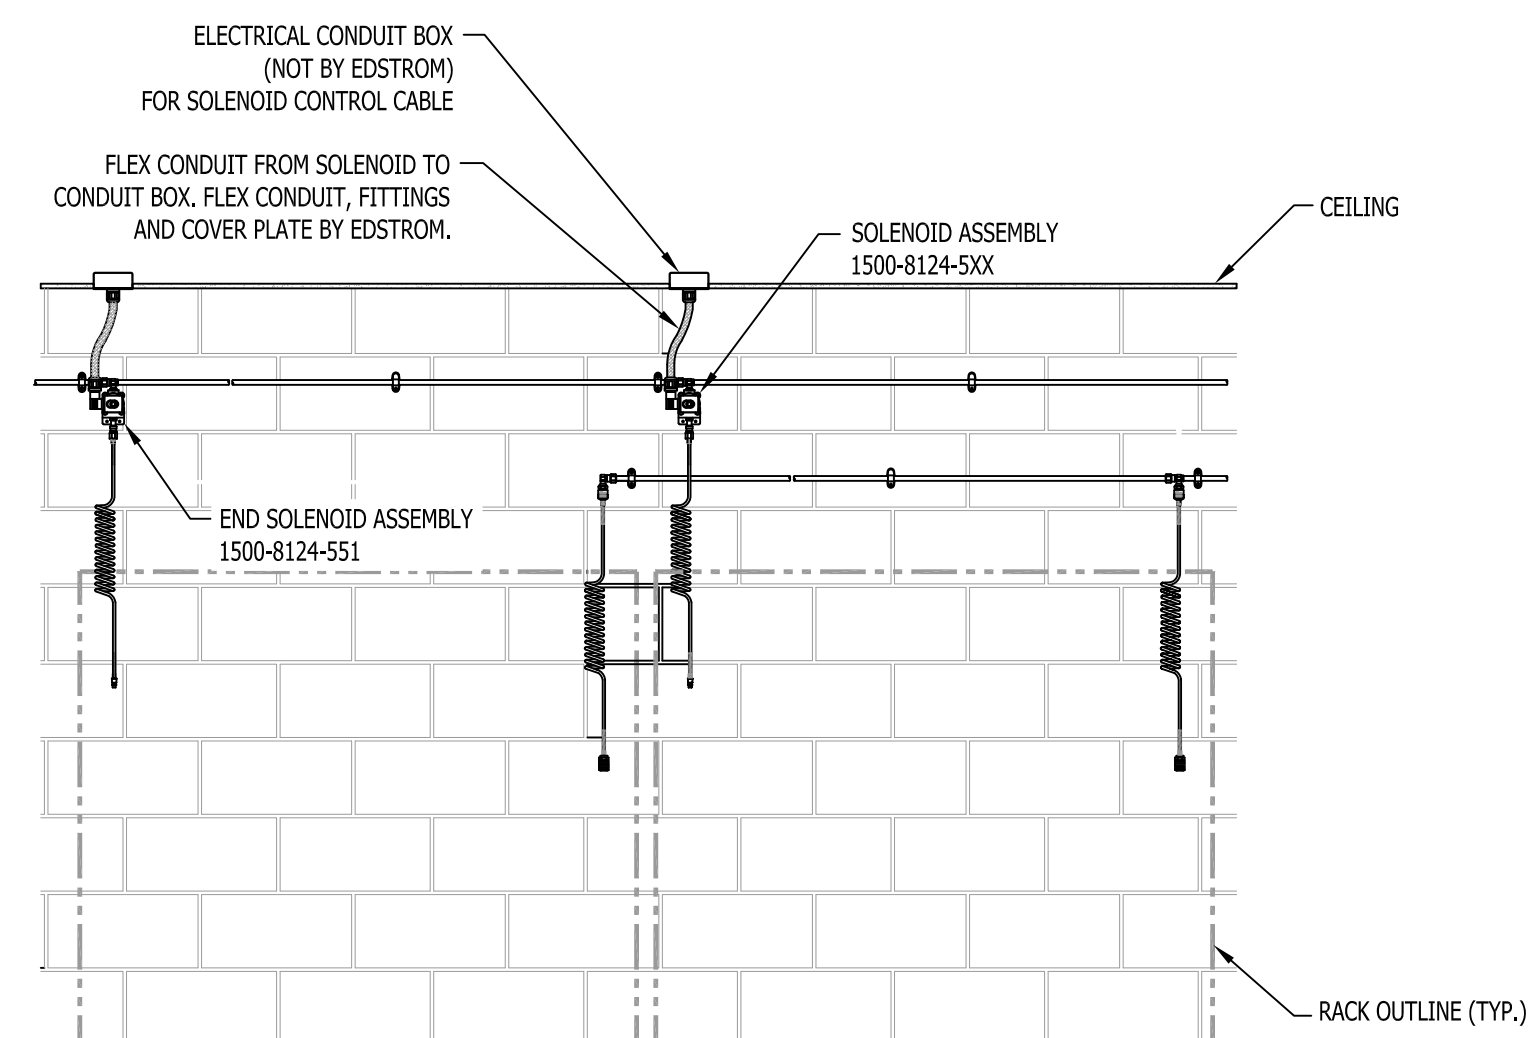 ELECTRICAL CONDUIT BOX
(NOT BY EDSTROM)
FOR SOLENOID CONTROL CABLE
FLEX CONDUIT FROM SOLENOID TO
CONDUIT BOX. FLEX CONDUIT, FITTINGS
AND COVER PLATE BY EDSTROM.
SOLENOID ASSEMBLY
1500-8124-5XX
CEILING
END SOLENOID ASSEMBLY
1500-8124-551
RACK OUTLINE (TYP.)